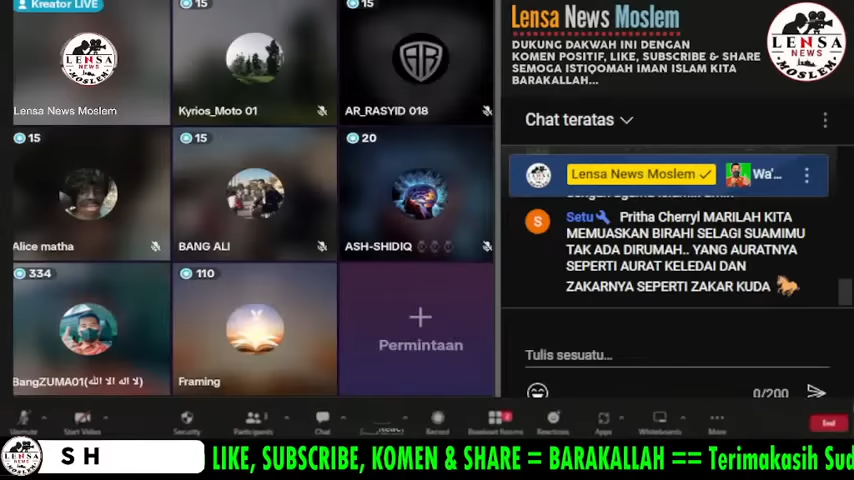 Kreator LIVE
15
15
Lensa News Moslem
Kyrios_Moto 01
AR_RASYID 018
15
15
20
Alice matha
BANG ALI
ASH-SHIDIQ
334
110
BangZUMA01(لا اله الا الله)
Framing
Permintaan
Lensa News Moslem
DUKUNG DAKWAH INI DENGAN
KOMEN POSITIF, LIKE, SUBSCRIBE & SHARE
SEMOGA ISTIQOMAH IMAN ISLAM KITA
BARAKALLAH...
LENSA
NEWS
MOSLEM
Chat teratas
Lensa News Moslem
Wa'...
Setu Pritha Cherryl MARILAH KITA
MEMUASKAN BIRAHI SELAGI SUAMIMU
TAK ADA DIRUMAH.. YANG AURATNYA
SEPERTI AURAT KELEDAI DAN
ZAKARNYA SEPERTI ZAKAR KUDA
Tulis sesuatu...
0/200
Unmute
Start Video
Security
Participants
Chat
Record
Breakout Rooms
Reactions
Apps
Whiteboards
More
End
S H
LIKE, SUBSCRIBE, KOMEN & SHARE = BARAKALLAH == Terimakasih Sud